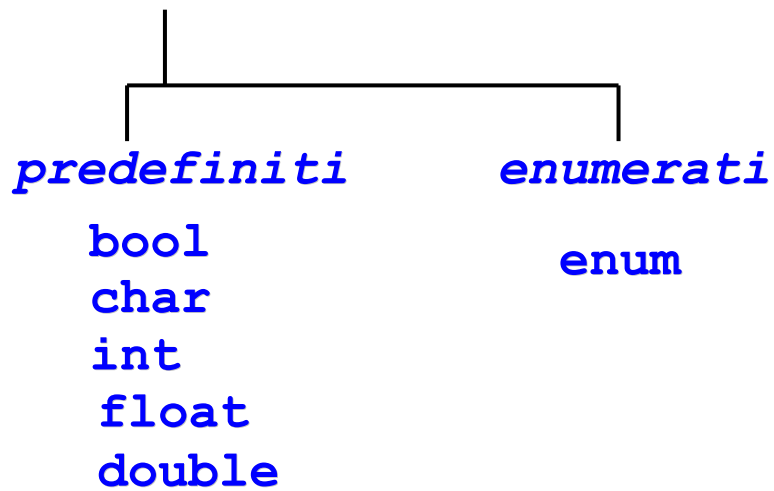 predefiniti
enumerati
bool
enum
char
int
float
double